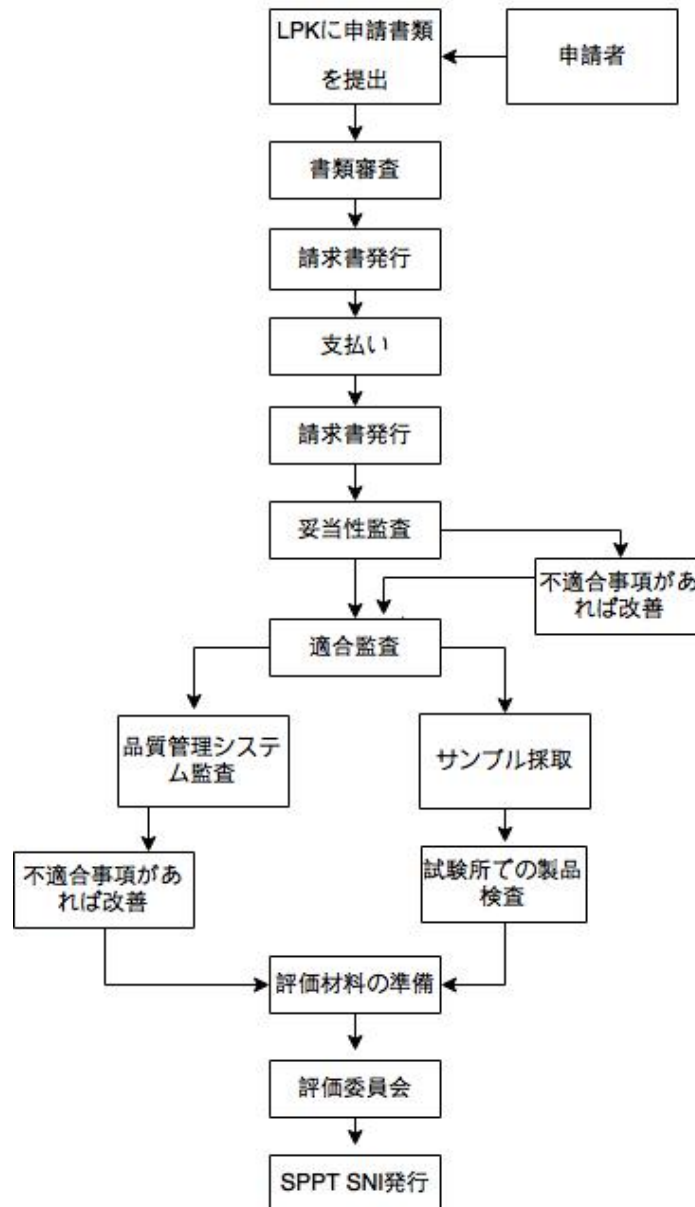 LPKに申請書類
を提出
申請者
書類審査
請求書発行
支払い
請求書発行
妥当性監査
不適合事項があ
れば改善
適合監査
品質管理システ
ム監査
サンプル採取
不適合事項があ
れば改善
試験所での製品
検査
評価材料の準備
評価委員会
SPPT SNI発行